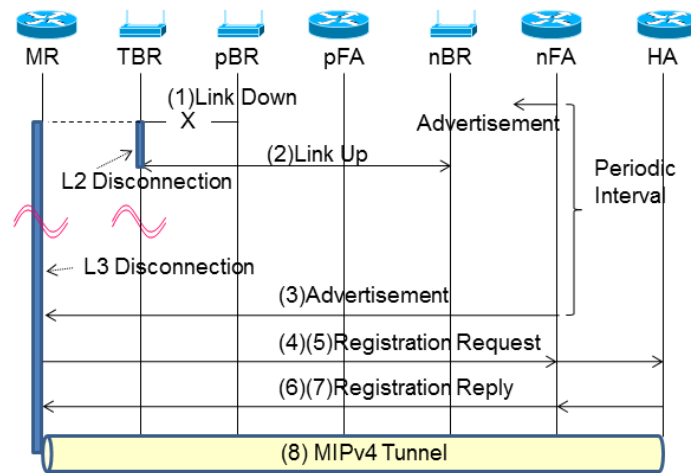 MR TBR pBR pFA nBR nFA HA
(1)Link Down
X
Advertisement
(2)Link Up
Periodic
Interval
L2 Disconnection
L3 Disconnection
(3)Advertisement
(4)(5)Registration Request
(6)(7)Registration Reply
(8) MIPv4 Tunnel